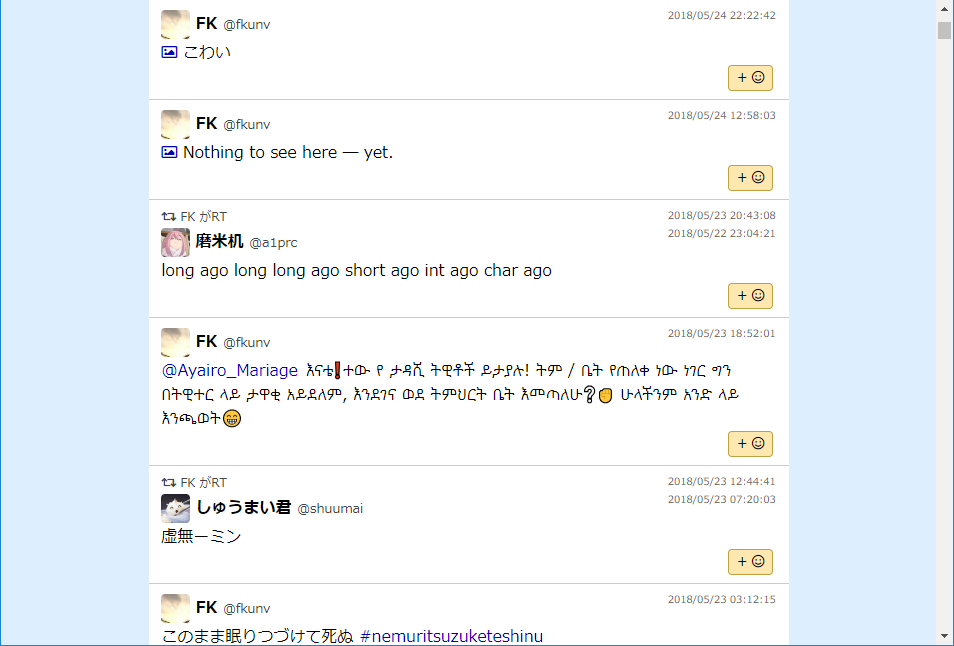 FK @fkunv 2018/05/24 22:22:42
こわい
+
FK @fkunv 2018/05/24 12:58:03
Nothing to see here — yet.
+
FK がRT 2018/05/23 20:43:08
磨米机 @a1prc 2018/05/22 23:04:21
long ago long long ago short ago int ago char ago
+
FK @fkunv 2018/05/23 18:52:01
@Ayairo_Mariage እናቴ❗ተው የ ታዳሺ ትዊቶች ይታያሉ! ትም / ቤት የጠለቀ ነው ነገር ግን
በትዊተር ላይ ታዋቂ አይደለም, እንደገና ወደ ትምህርት ቤት እመጣለሁ❔✊ ሁላችንም አንድ ላይ
እንጫወት😁
+
FK がRT 2018/05/23 12:44:41
しゅうまい君 @shuumai 2018/05/23 07:20:03
虚無ーミン
+
FK @fkunv 2018/05/23 03:12:15
このまま眠りつづけて死ぬ #nemuritsuzuketeshinu